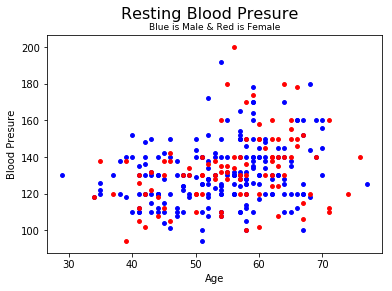 Resting Blood Presure
Blue is Male & Red is Female
200
180
160
140
120
100
Blood Presure
30 40 50 60 70
Age